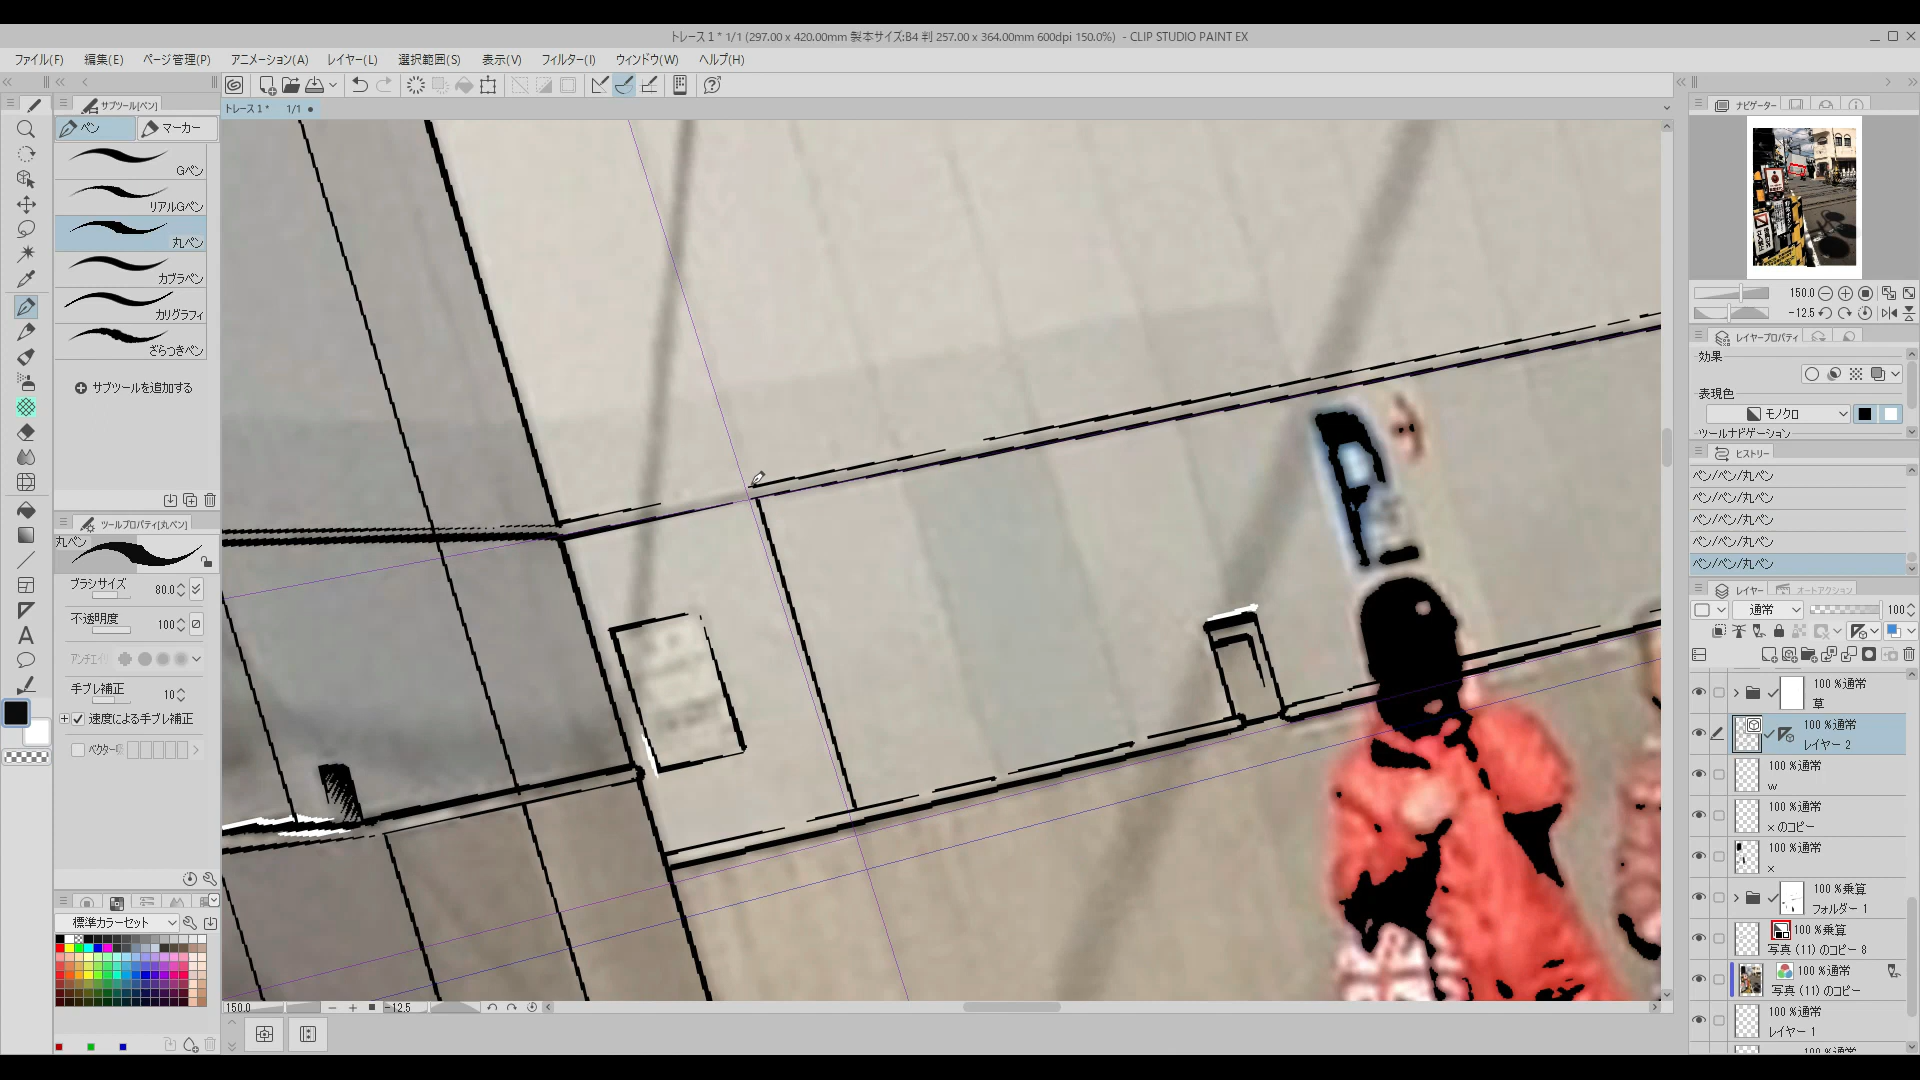 トレース1* 1/1 (297.00 x 420.00mm 製本サイズ:B4 判 257.00 x 364.00mm 600dpi 150.0%) - CLIP STUDIO PAINT EX
ファイル(F) 編集(E) ページ管理(P) アニメーション(A) レイヤー(L) 選択範囲(S) 表示(V) フィルター(I) ウィンドウ(W) ヘルプ(H)
サブツール[ペン]
トレース1* 1/1
ペン マーカー
Gペン
リアルGペン
丸ペン
カブラペン
カリグラフィ
ざらつきペン
サブツールを追加する
ツールプロパティ[丸ペン]
丸ペン
ブラシサイズ 80.0
不透明度 100
手ブレ補正 10
速度による手ブレ補正
標準カラーセット
150.0 -12.5
ナビゲーター
150.0
-12.5
レイヤープロパティ
効果
表現色
モノクロ
ツールナビゲーション
ヒストリー
ペン/ペン/丸ペン
ペン/ペン/丸ペン
ペン/ペン/丸ペン
ペン/ペン/丸ペン
ペン/ペン/丸ペン
レイヤー オートアクション
通常 100
100 %通常
草
100 %通常
レイヤー 2
100 %通常
w
100 %通常
x のコピー
100 %通常
x
100 %乗算
フォルダー 1
100 %乗算
写真 (11) のコピー 8
100 %通常
写真 (11) のコピー
100 %通常
レイヤー 1